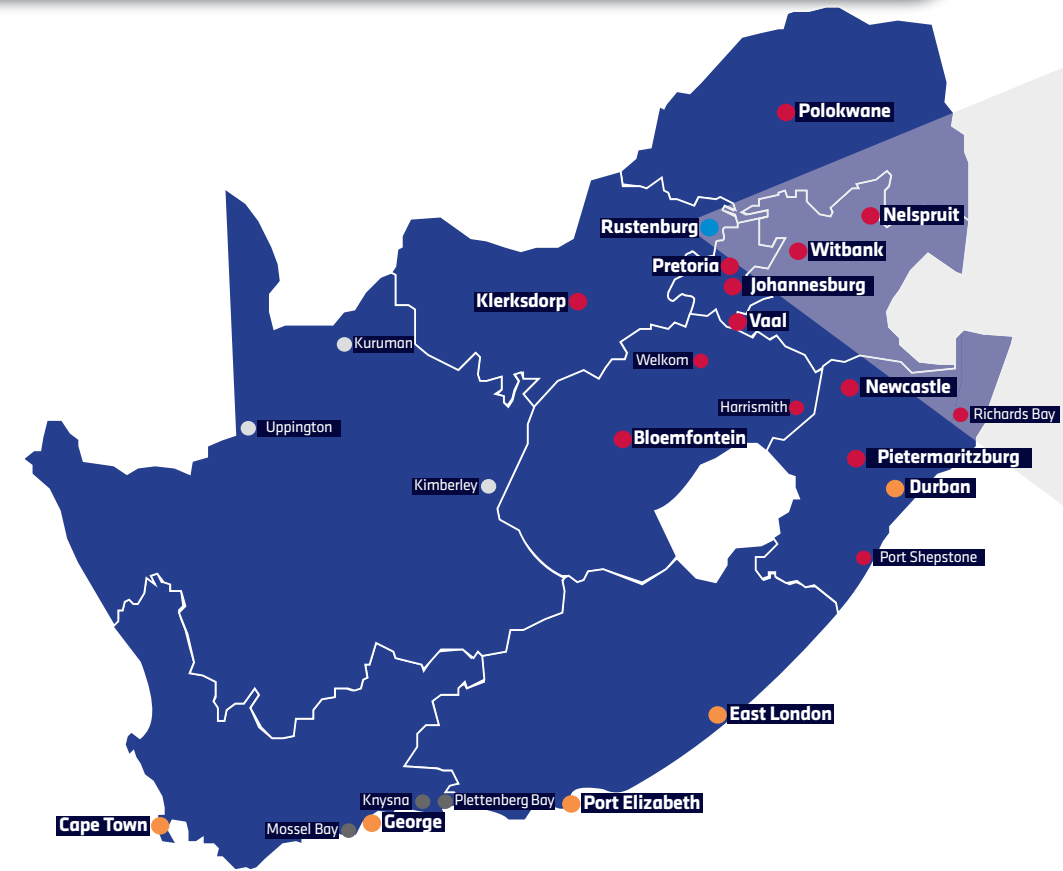 Polokwane
Nelspruit
Rustenburg
Witbank
Pretoria
Johannesburg
Klerksdorp
Vaal
Kuruman
Welkom
Newcastle
Harrismith
Richards Bay
Uppington
Bloemfontein
Pietermaritzburg
Kimberley
Durban
Port Shepstone
East London
Knysna
Plettenberg Bay
Port Elizabeth
Cape Town
Mossel Bay
George